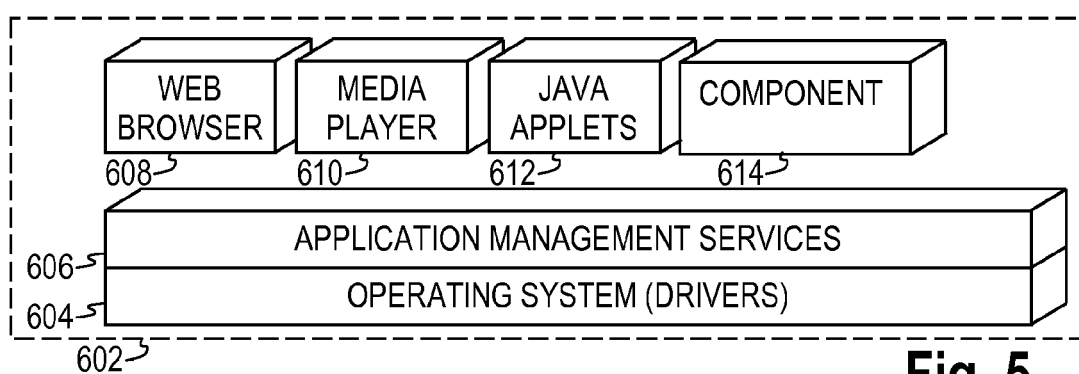 WEB
BROWSER
MEDIA
PLAYER
JAVA
APPLETS
COMPONENT
608
610
612
614
APPLICATION MANAGEMENT SERVICES
606
OPERATING SYSTEM (DRIVERS)
604
602
Fig. 5